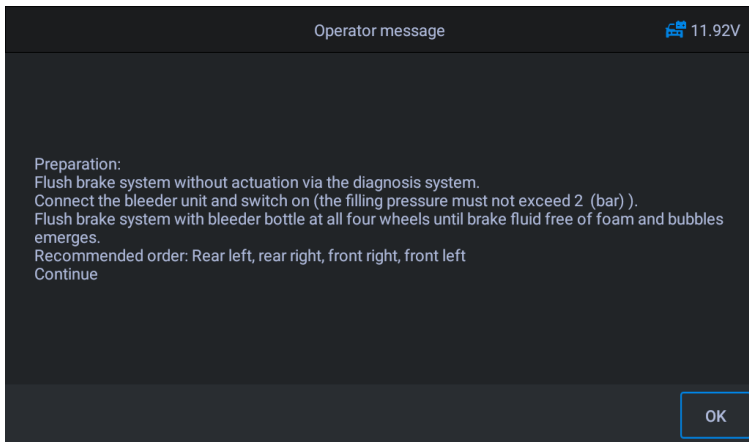 Operator message
11.92V
Preparation:
Flush brake system without actuation via the diagnosis system.
Connect the bleeder unit and switch on (the filling pressure must not exceed 2 (bar) ).
Flush brake system with bleeder bottle at all four wheels until brake fluid free of foam and bubbles
emerges.
Recommended order: Rear left, rear right, front right, front left
Continue
OK